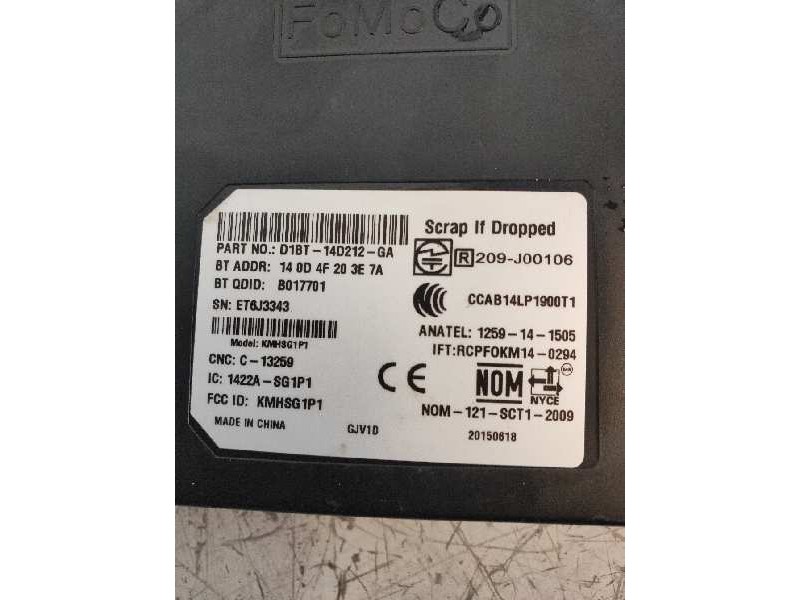 FoMoCo
Scrap If Dropped
PART NO.: D1BT-14D212-GA
R 209-J00106
BT ADDR: 14 0D 4F 20 3E 7A
BT QDID: B017701
CCAB14LP1900T1
SN: ET6J3343
ANATEL: 1259-14-1505
Model: KMHSG1P1
IFT:RCPFOKM14-0294
CNC: C-13259
CE
NOM
NYCE
IC: 1422A-SG1P1
FCC ID: KMHSG1P1
NOM-121-SCT1-2009
MADE IN CHINA
GJV1D
20150618